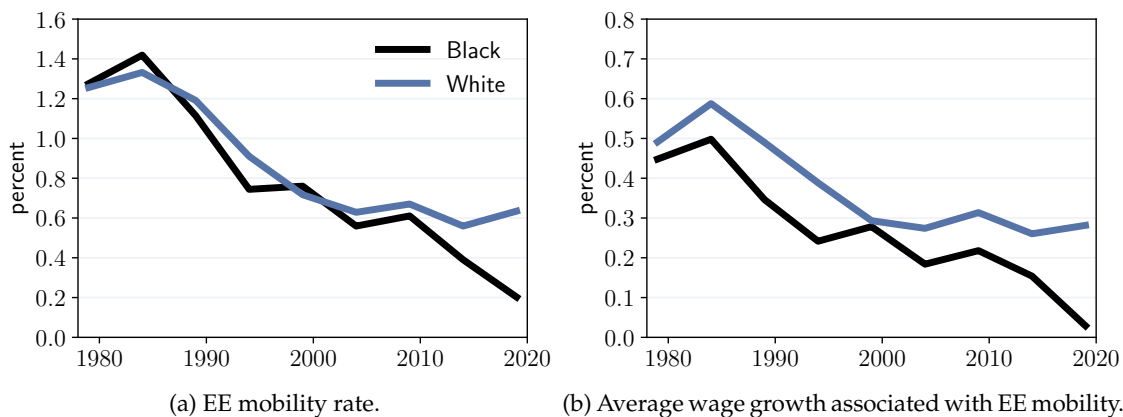 percent
1.6
1.4
1.2
1.0
0.8
0.6
0.4
0.2
0.0
1980 1990 2000 2010 2020
Black
White
(a) EE mobility rate.
percent
0.8
0.7
0.6
0.5
0.4
0.3
0.2
0.1
0.0
1980 1990 2000 2010 2020
(b) Average wage growth associated with EE mobility.